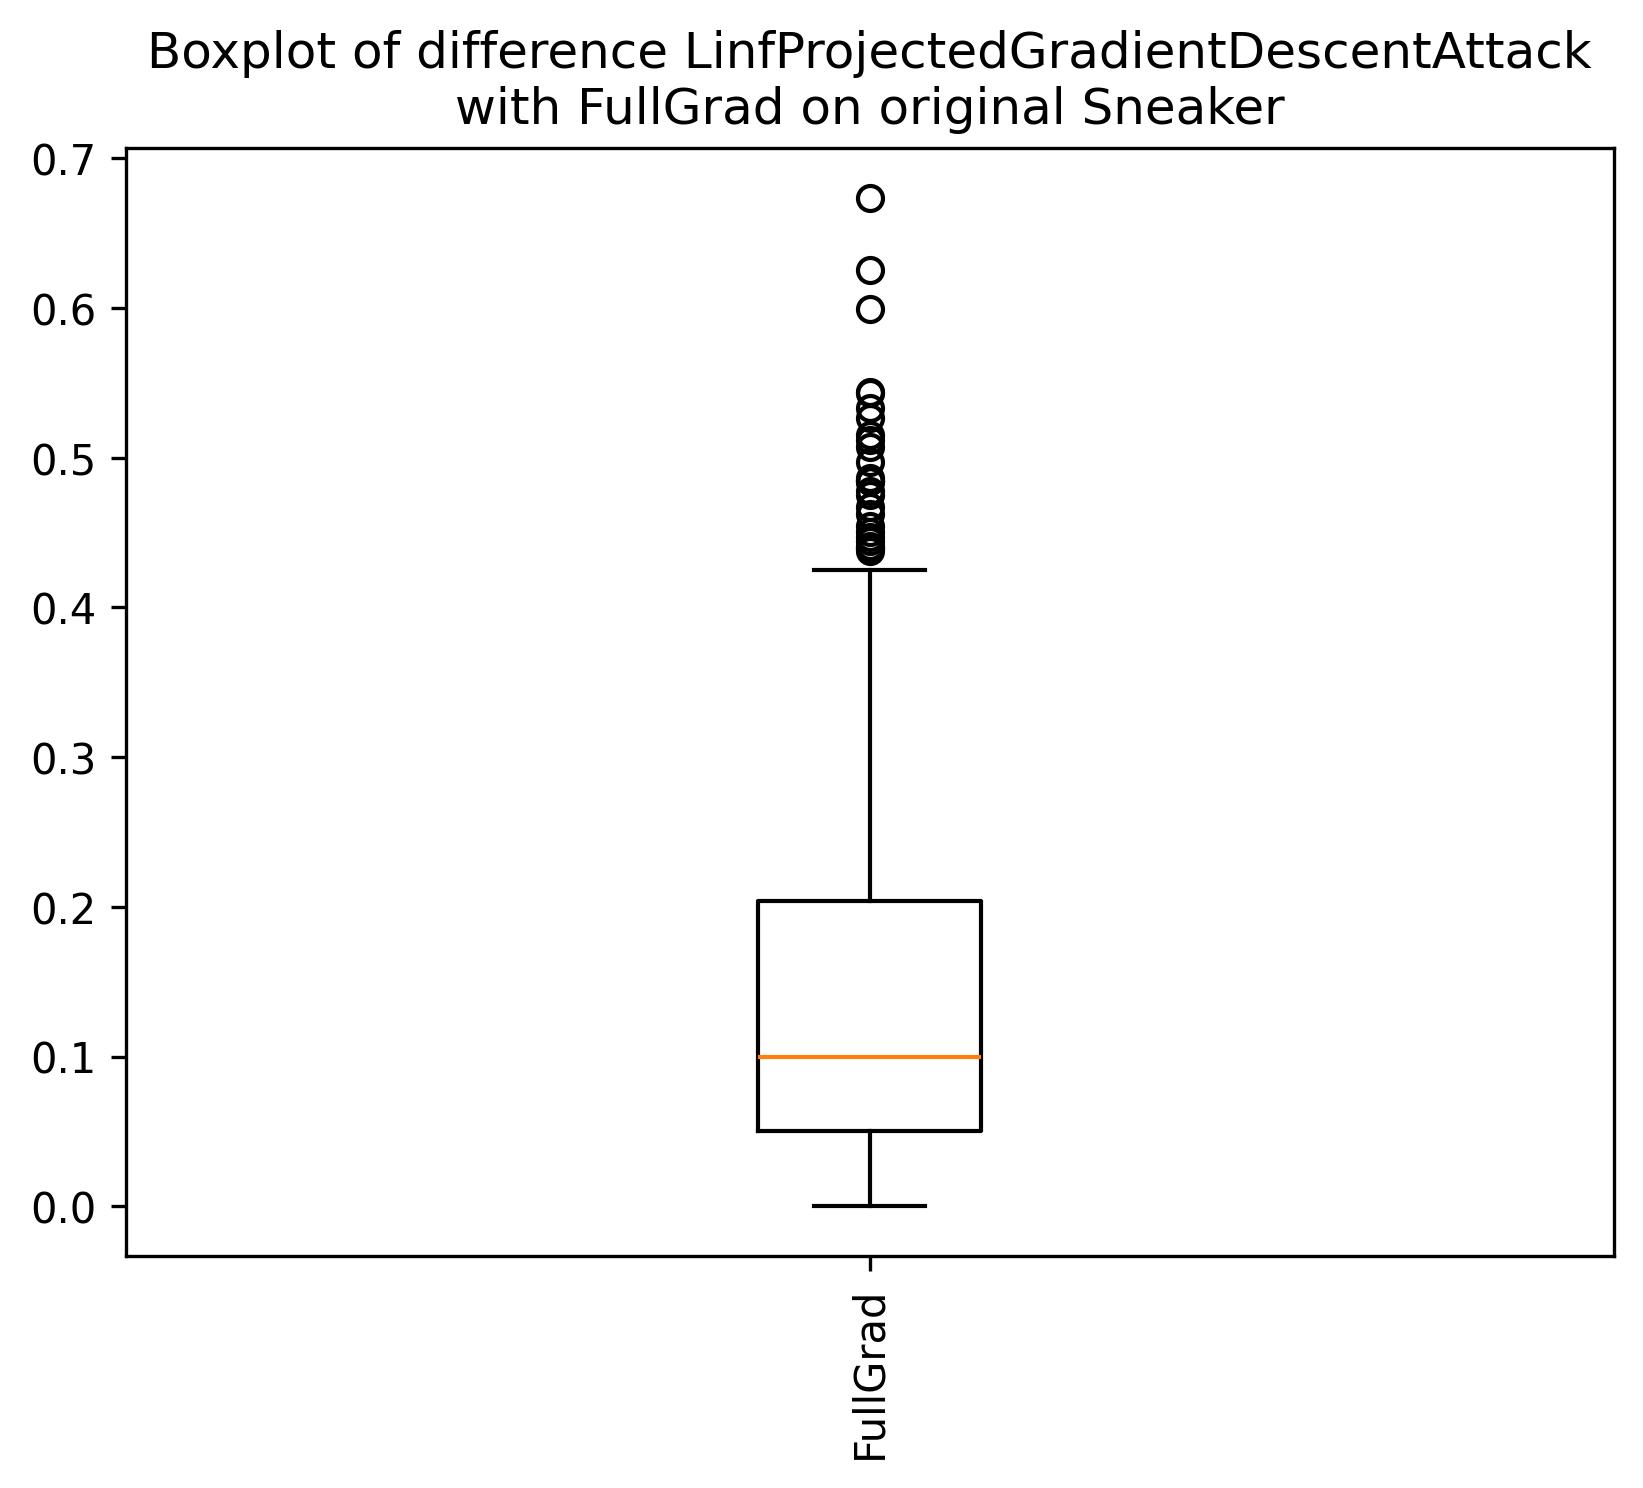 Boxplot of difference LinfProjectedGradientDescentAttack
with FullGrad on original Sneaker
0.7
0.6
0.5
0.4
0.3
0.2
0.1
0.0
FullGrad